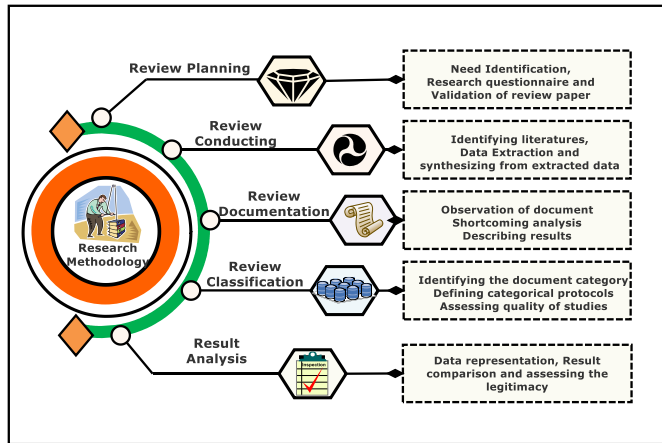 Review Planning
Need Identification,
Research questionnaire and
Validation of review paper
Review
Conducting
Identifying literatures,
Data Extraction and
synthesizing from extracted data
Review
Documentation
Observation of document
Shortcoming analysis
Describing results
Research
Methodology
Review
Classification
Identifying the document category
Defining categorical protocols
Assessing quality of studies
Result
Analysis
Inspection
Data representation, Result
comparison and assessing the
legitimacy